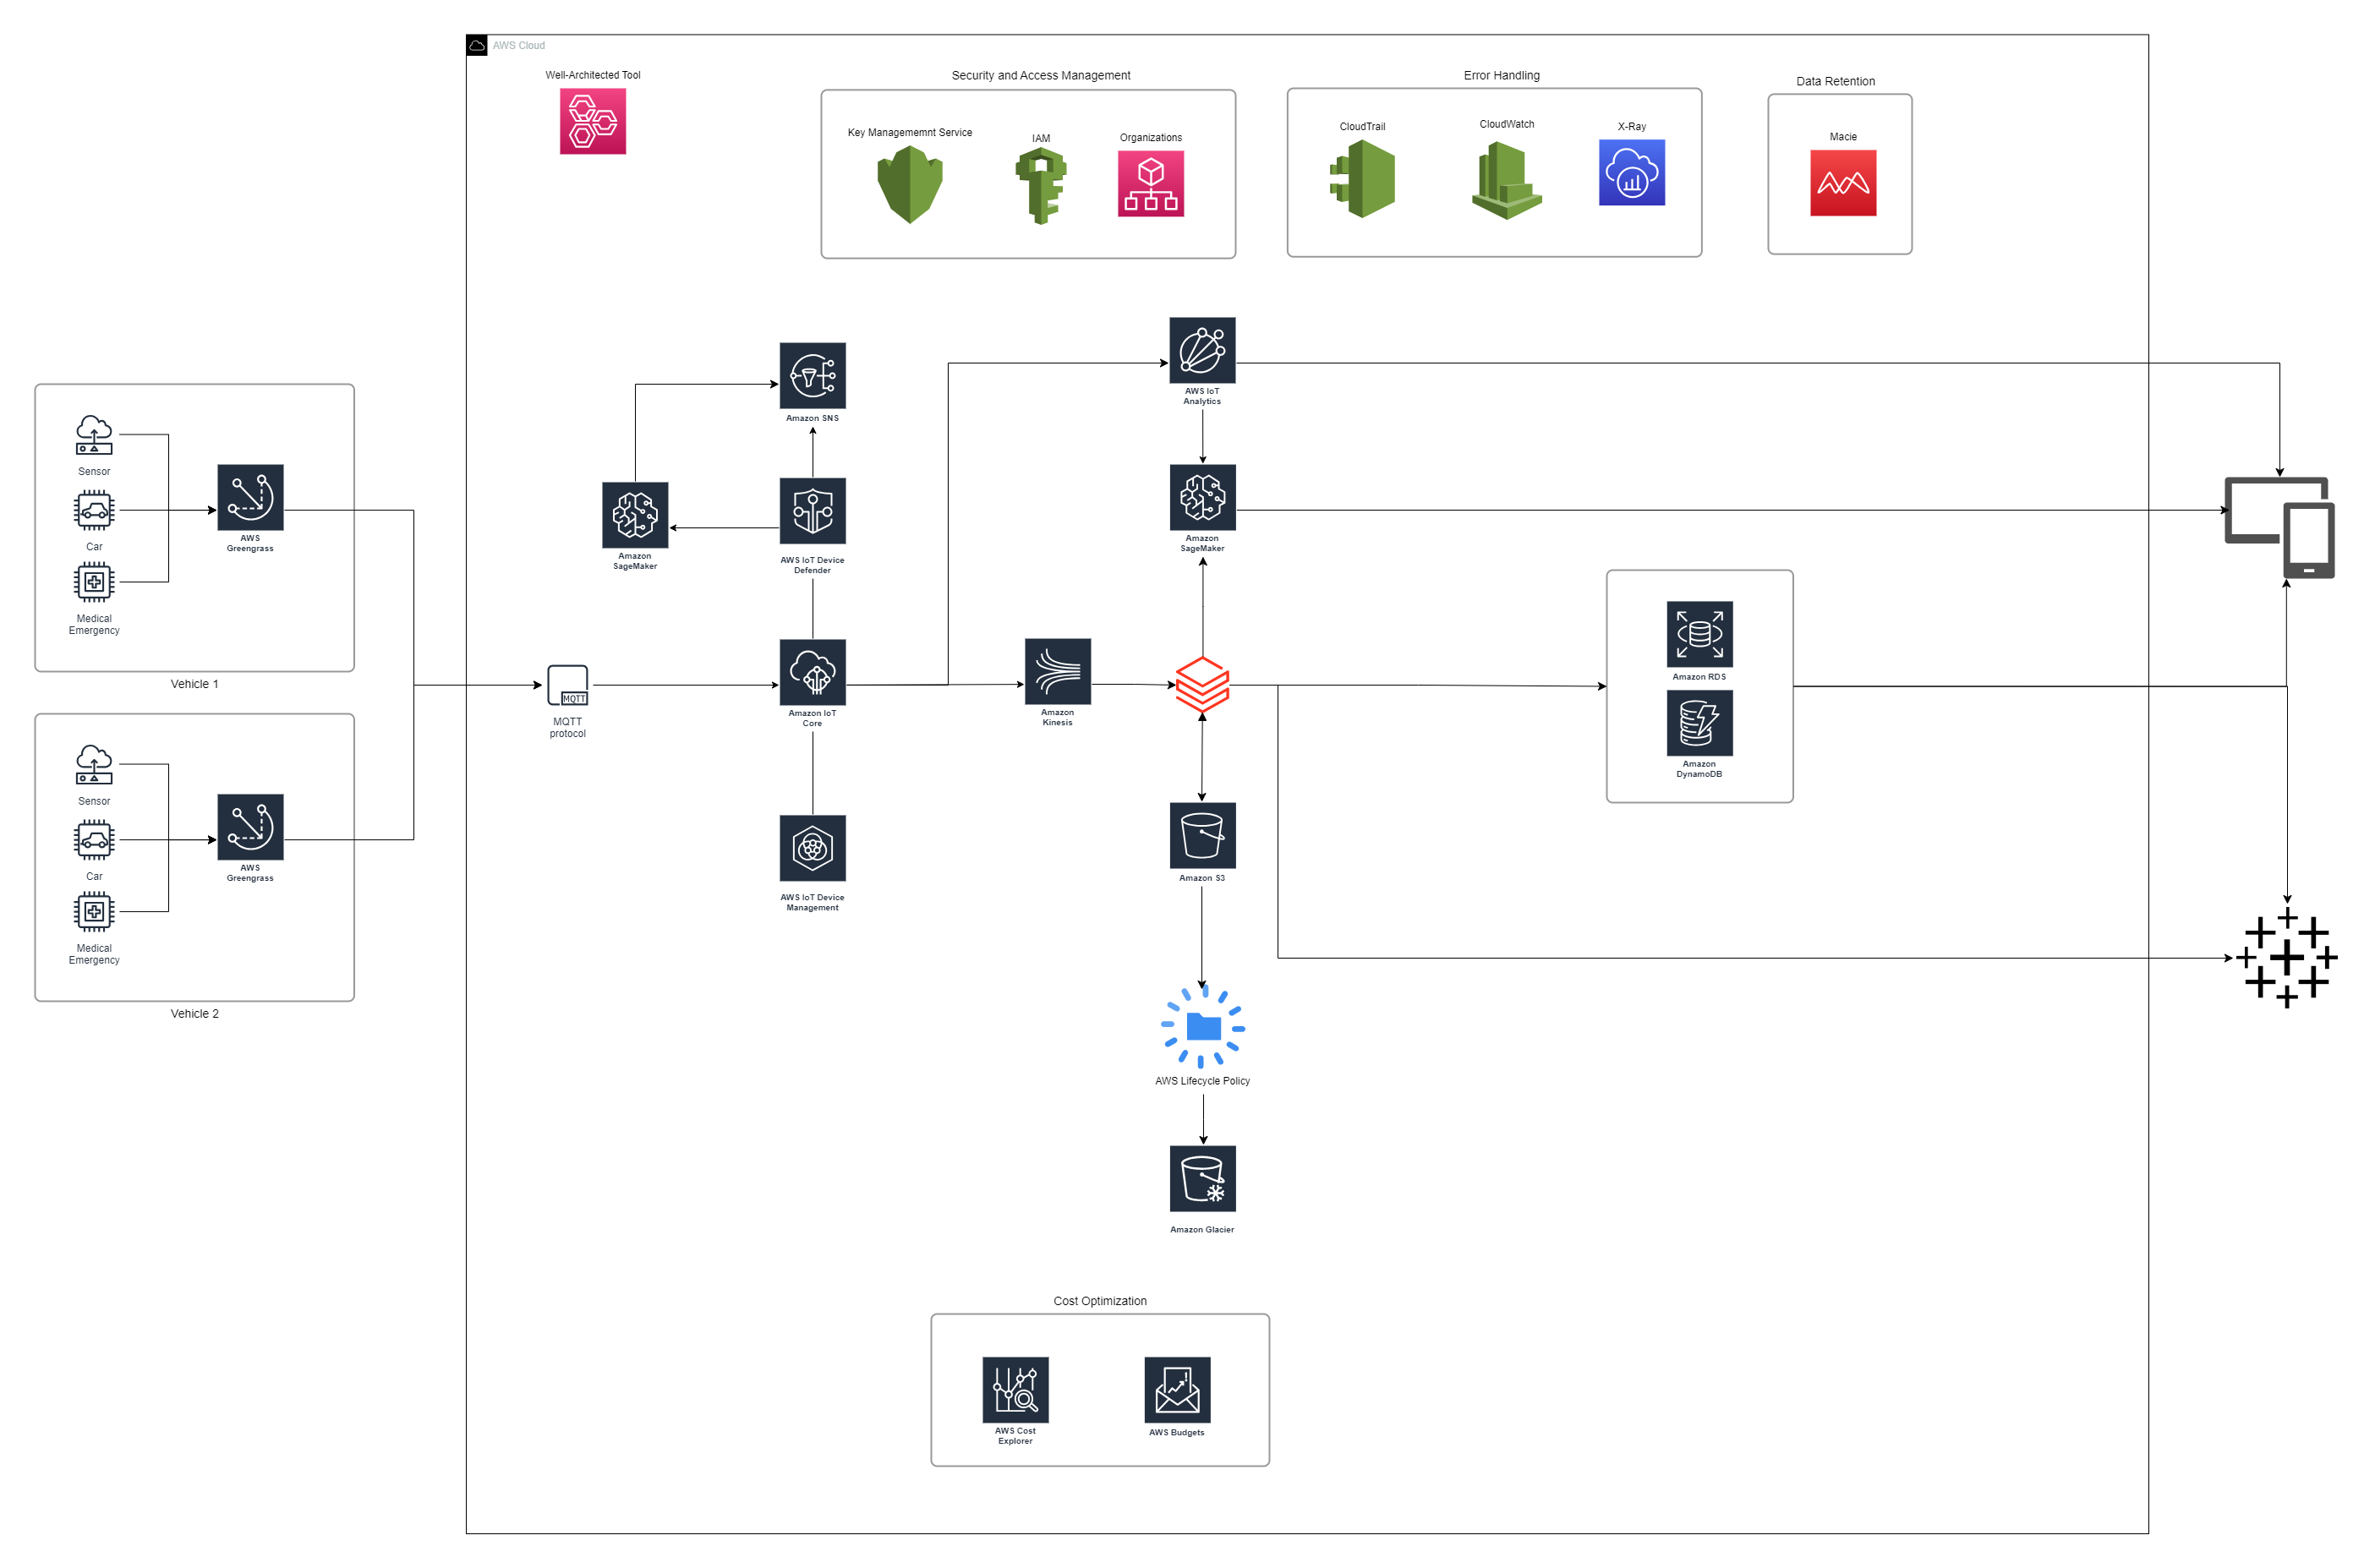 AWS Cloud
Well-Architected Tool
Security and Access Management
Key Managememnt Service
IAM
Organizations
Error Handling
CloudTrail
CloudWatch
X-Ray
Data Retention
Macie
Sensor
Car
Medical
Emergency
AWS
Greengrass
Vehicle 1
Sensor
Car
Medical
Emergency
AWS
Greengrass
Vehicle 2
MQTT
MQTT
protocol
Amazon SNS
Amazon
SageMaker
AWS IoT Device
Defender
Amazon IoT
Core
AWS IoT Device
Management
Amazon
Kinesis
AWS IoT
Analytics
Amazon
SageMaker
Amazon S3
AWS Lifecycle Policy
Amazon Glacier
Amazon RDS
Amazon
DynamoDB
Cost Optimization
AWS Cost
Explorer
AWS Budgets